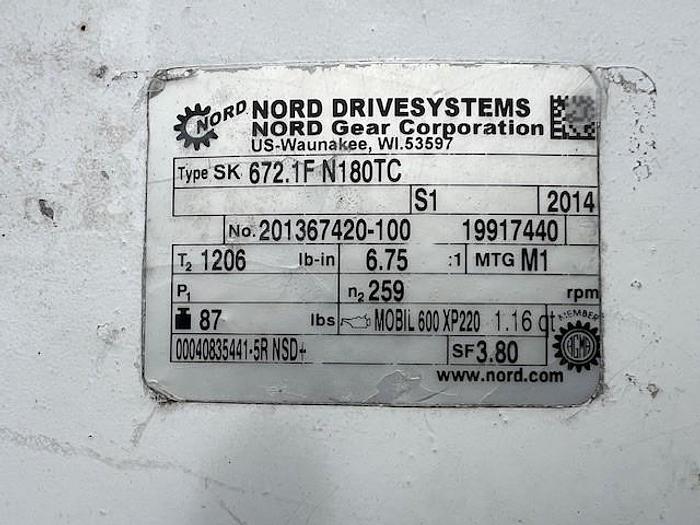 NORD NORD DRIVESYSTEMS
NORD Gear Corporation
US-Waunakee, WI.53597
Type SK 672.1F N180TC
S1 2014
No. 201367420-100 19917440
T2 1206 lb-in 6.75 :1 MTG M1
P1 n2 259 rpm
87 lbs MOBIL 600 XP220 1.16 qt
MEMBER
AGMA
00040835441-5R NSD+ SF 3.80
www.nord.com